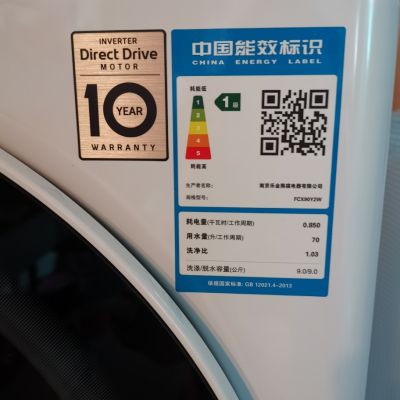 INVERTER
Direct Drive
MOTOR
10 YEAR
WARRANTY
中国能效标识
CHINA ENERGY LABEL
耗能低
1
1级
2
3
4
5
耗能高
生产者名称: 南京乐金熊猫电器有限公司
规格型号: FCX90Y2W
耗电量(千瓦时/工作周期) 0.850
用水量(升/工作周期) 70
洗净比 1.03
洗涤/脱水容量(公斤) 9.0/9.0
依据国家标准: GB 12021.4-2013